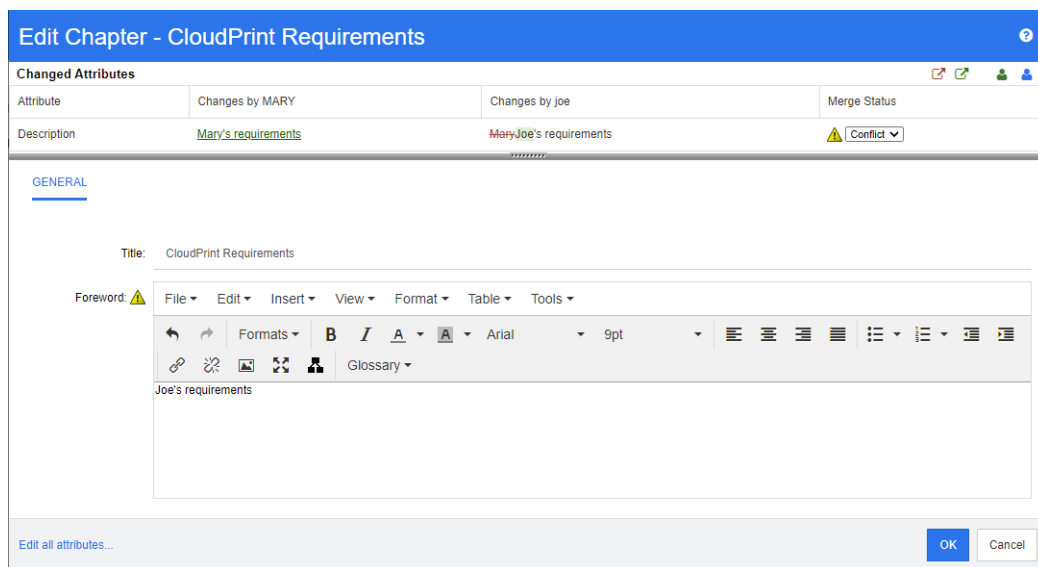 Edit Chapter - CloudPrint Requirements
Changed Attributes
Attribute Changes by MARY Changes by joe Merge Status
Description Mary's requirements MaryJoe's requirements Conflict
GENERAL
Title: CloudPrint Requirements
Foreword: File Edit Insert View Format Table Tools
Formats B I A A Arial 9pt
Glossary
Joe's requirements
Edit all attributes... OK Cancel